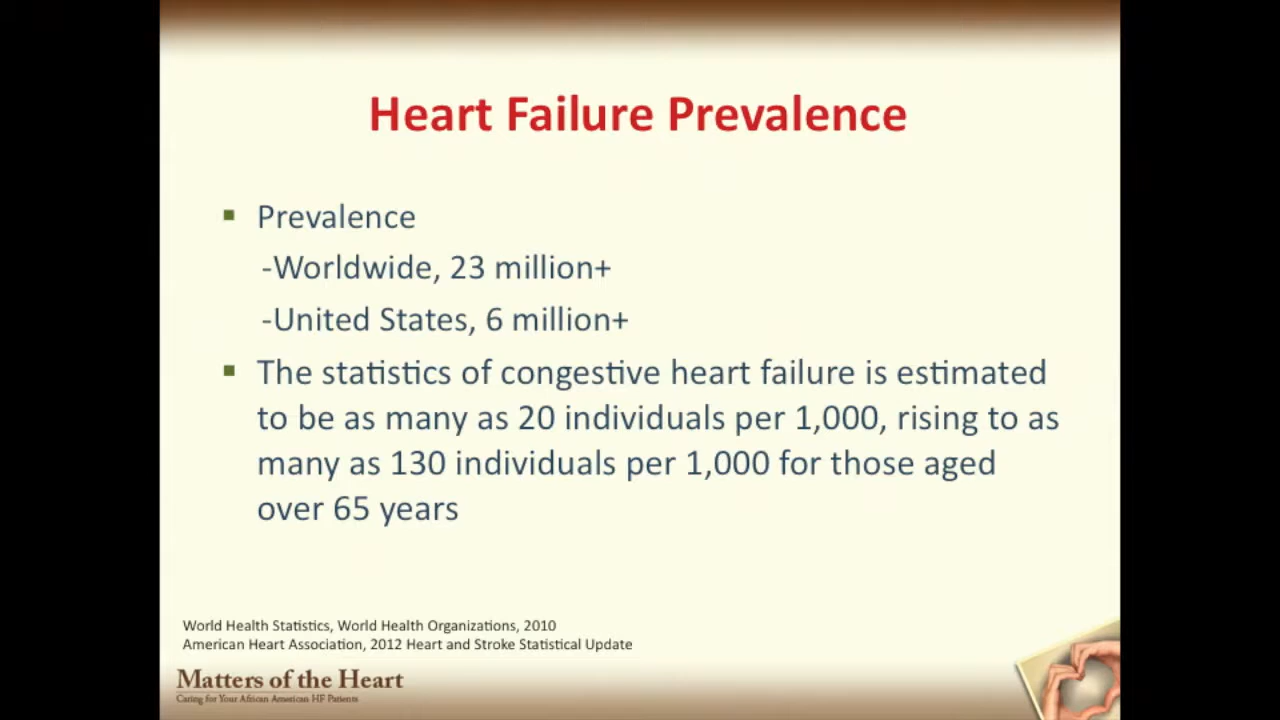 Heart Failure Prevalence
▪ Prevalence
-Worldwide, 23 million+
-United States, 6 million+
▪ The statistics of congestive heart failure is estimated
to be as many as 20 individuals per 1,000, rising to as
many as 130 individuals per 1,000 for those aged
over 65 years
World Health Statistics, World Health Organizations, 2010
American Heart Association, 2012 Heart and Stroke Statistical Update
Matters of the Heart
Caring for Your African American HF Patients